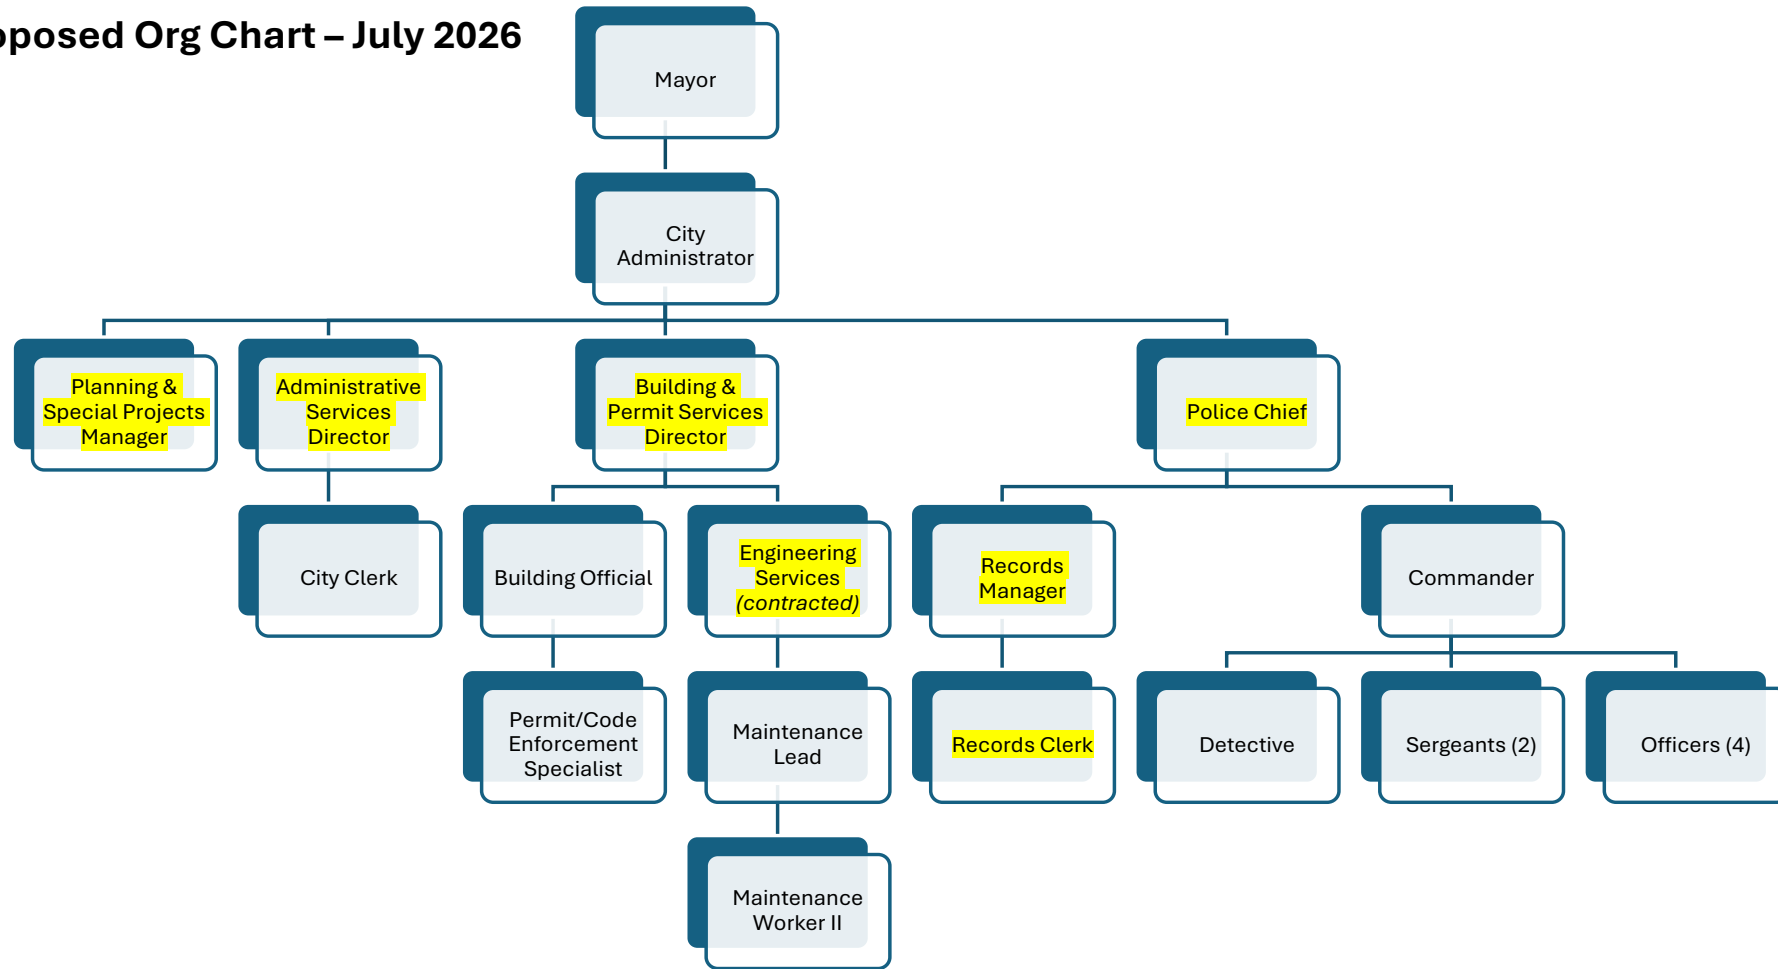 oposed Org Chart – July 2026
Mayor
City
Administrator
Planning &
Special Projects
Manager
Administrative
Services
Director
Building &
Permit Services
Director
Police Chief
City Clerk
Building Official
Engineering
Services
(contracted)
Records
Manager
Commander
Permit/Code
Enforcement
Specialist
Maintenance
Lead
Records Clerk
Detective
Sergeants (2)
Officers (4)
Maintenance
Worker II